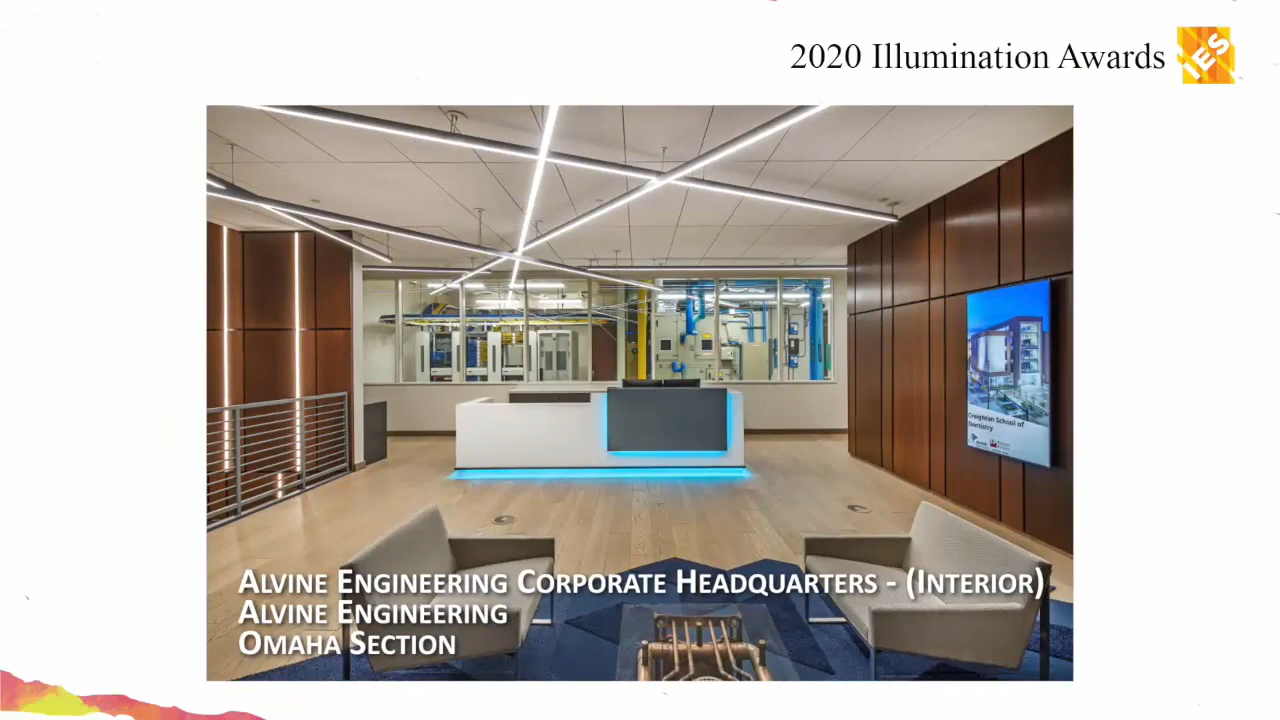 2020 Illumination Awards
IES
Creighton School of
Dentistry
ALVINE ENGINEERING CORPORATE HEADQUARTERS - (INTERIOR)
ALVINE ENGINEERING
OMAHA SECTION